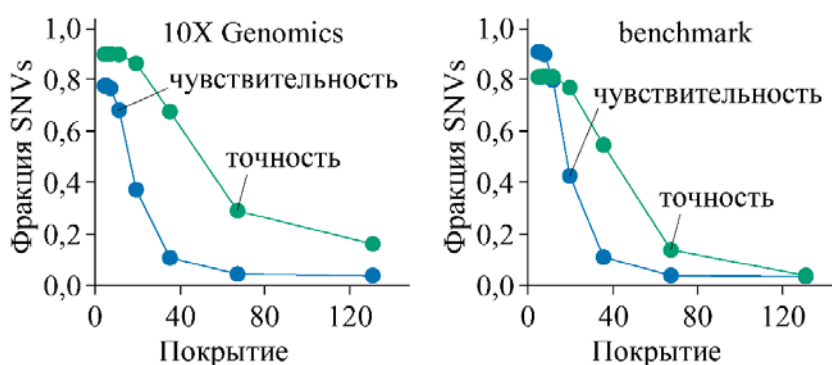 10X Genomics
Фракция SNVs
1,0
0,8
0,6
0,4
0,2
0,0
чувствительность
точность
0
40
80
120
Покрытие
benchmark
Фракция SNVs
1,0
0,8
0,6
0,4
0,2
0,0
чувствительность
точность
0
40
80
120
Покрытие